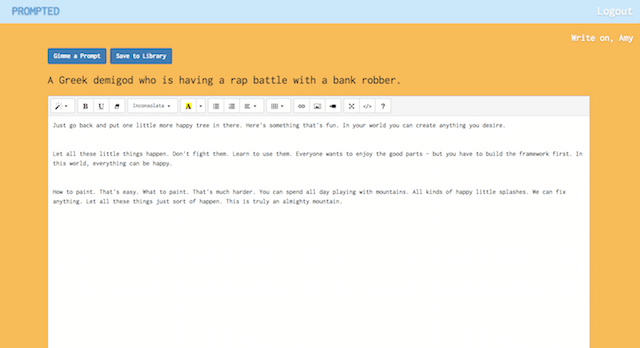 PROMPTED
Logout
Write on, Amy
Gimme a Prompt
Save to Library
A Greek demigod who is having a rap battle with a bank robber.
B U Inconsolata A </> ?
Just go back and put one little more happy tree in there. Here's something that's fun. In your world you can create anything you desire.
Let all these little things happen. Don't fight them. Learn to use them. Everyone wants to enjoy the good parts - but you have to build the framework first. In
this world, everything can be happy.
How to paint. That's easy. What to paint. That's much harder. You can spend all day playing with mountains. All kinds of happy little splashes. We can fix
anything. Let all these things just sort of happen. This is truly an almighty mountain.